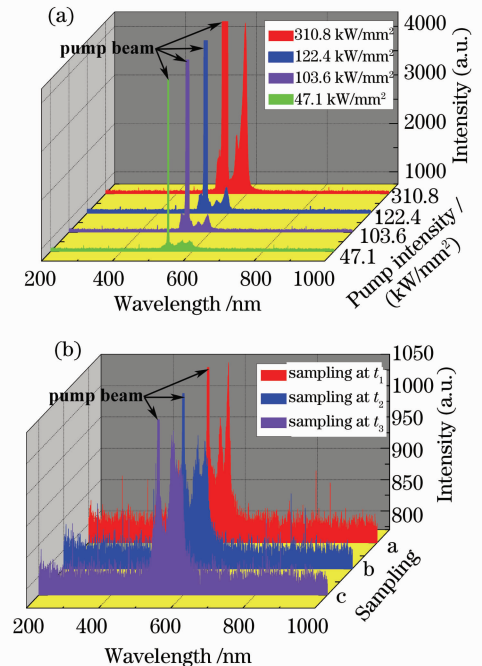 (a)
310.8 kW/mm²
122.4 kW/mm²
103.6 kW/mm²
47.1 kW/mm²
pump beam
4000
3000
2000
1000
Intensity (a.u.)
310.8
122.4
103.6
47.1
Pump intensity/
(kW/mm²)
200 400 600 800 1000
Wavelength /nm
(b)
sampling at t₁
sampling at t₂
sampling at t₃
pump beam
1050
1000
950
900
850
800
Intensity (a.u.)
a
b
c
Sampling
200 400 600 800 1000
Wavelength /nm